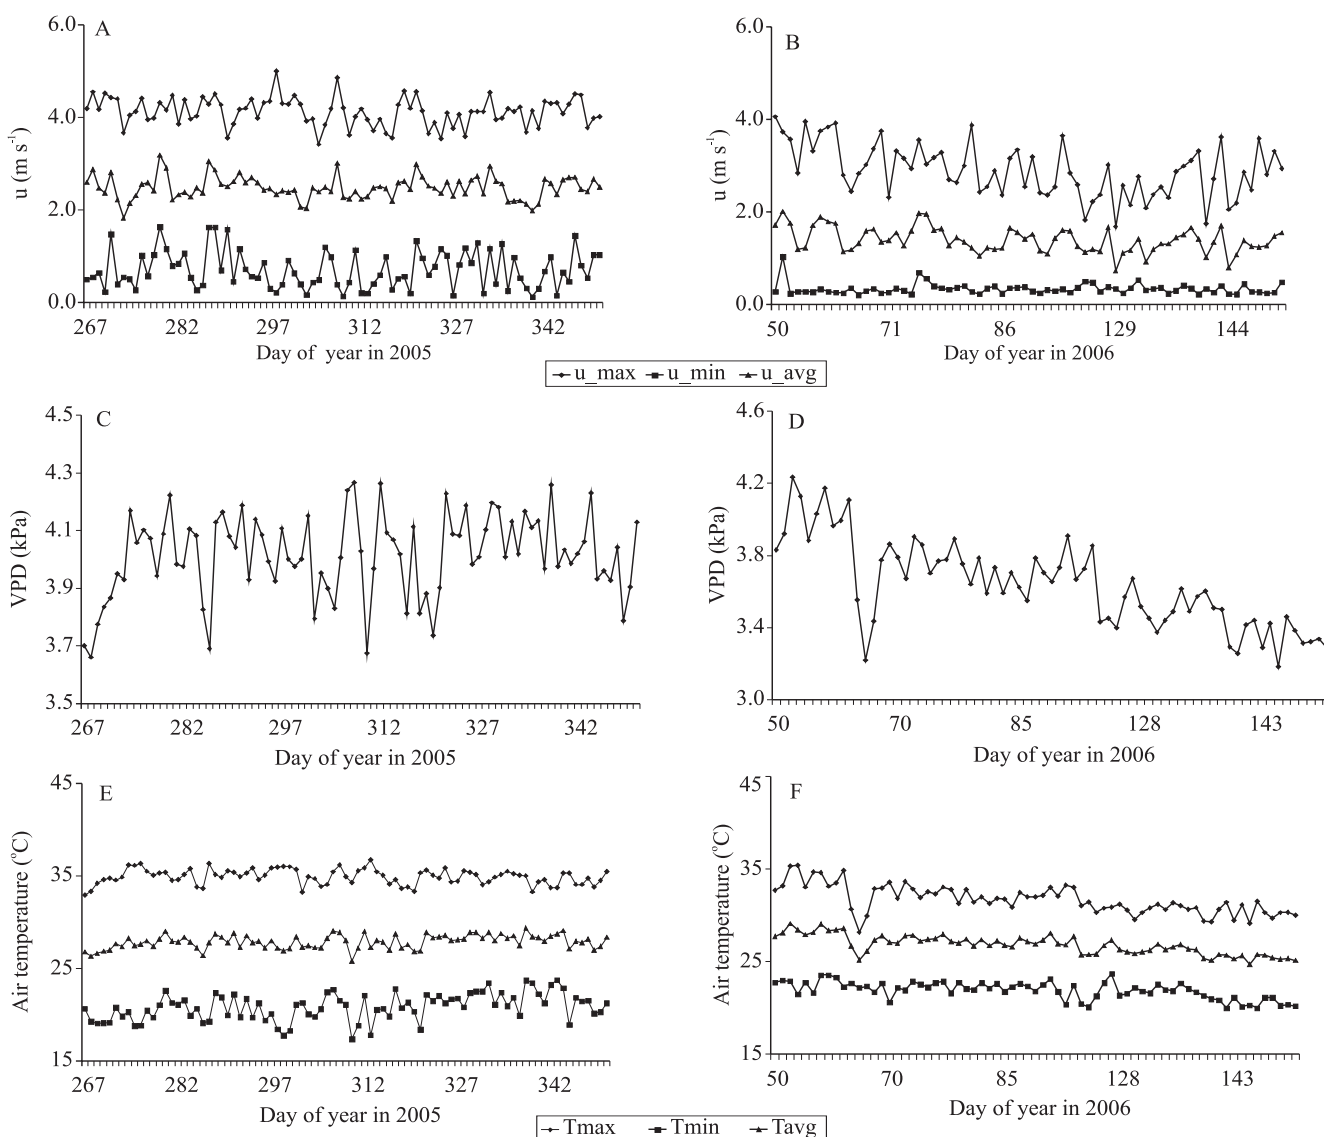 A
6.0
4.0
2.0
0.0
u (m s⁻¹)
267 282 297 312 327 342
Day of year in 2005
B
6.0
4.0
2.0
0.0
u (m s⁻¹)
50 71 86 129 144
Day of year in 2006
u_max u_min u_avg
C
4.5
4.3
4.1
3.9
3.7
3.5
VPD (kPa)
267 282 297 312 327 342
Day of year in 2005
D
4.6
4.2
3.8
3.4
3.0
VPD (kPa)
50 70 85 128 143
Day of year in 2006
E
45
35
25
15
Air temperature (°C)
267 282 297 312 327 342
Day of year in 2005
F
45
35
25
15
Air temperature (°C)
50 70 85 128 143
Day of year in 2006
Tmax Tmin Tavg